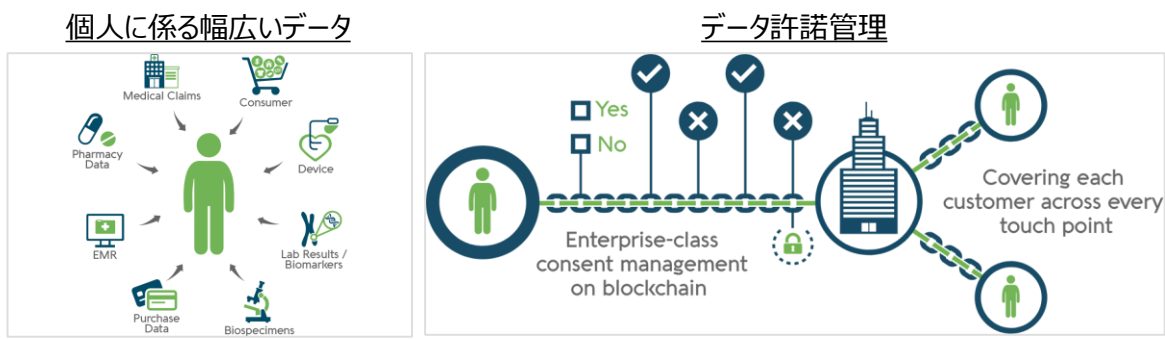 個人に係る幅広いデータ
Medical Claims
Consumer
Pharmacy
Data
Device
EMR
Lab Results /
Biomarkers
Purchase
Data
Biospecimens
データ許諾管理
Yes
No
Enterprise-class
consent management
on blockchain
Covering each
customer across every
touch point